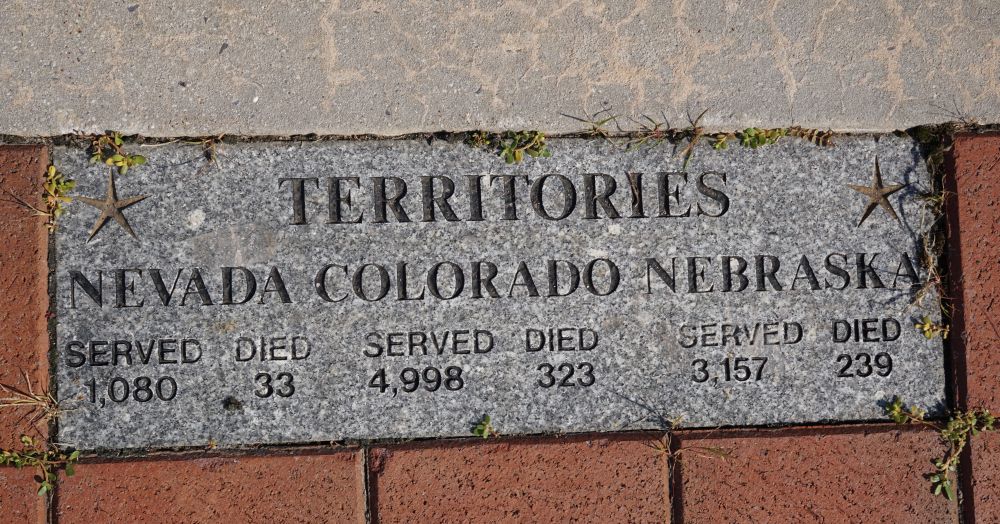 TERRITORIES
NEVADA COLORADO NEBRASKA
SERVED DIED SERVED DIED SERVED DIED
1,080 33 4,998 323 3,157 239